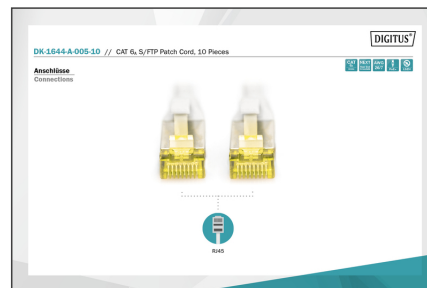 DIGITUS®
DK-1644-A-005-10 // CAT 6A S/FTP Patch Cord, 10 Pieces
Anschlüsse
Connections
RJ45